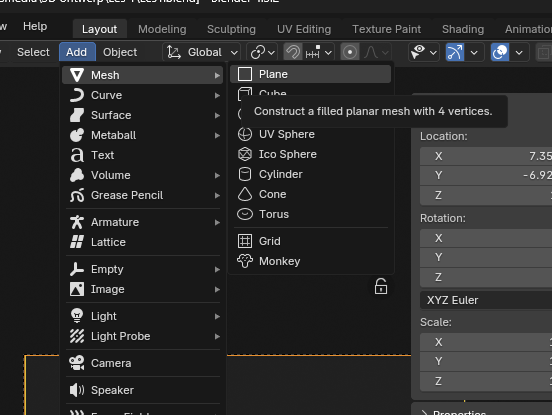 Help Layout Modeling Sculpting UV Editing Texture Paint Shading Animation
Select Add Object Global
Mesh
Curve
Surface
Metaball
Text
Volume
Grease Pencil
Armature
Lattice
Empty
Image
Light
Light Probe
Camera
Speaker
Plane
Cube
Construct a filled planar mesh with 4 vertices.
UV Sphere
Ico Sphere
Cylinder
Cone
Torus
Grid
Monkey
Location:
X 7.35
Y -6.92
Z
Rotation:
X
Y
Z
XYZ Euler
Scale:
X
Y
Z
Properties